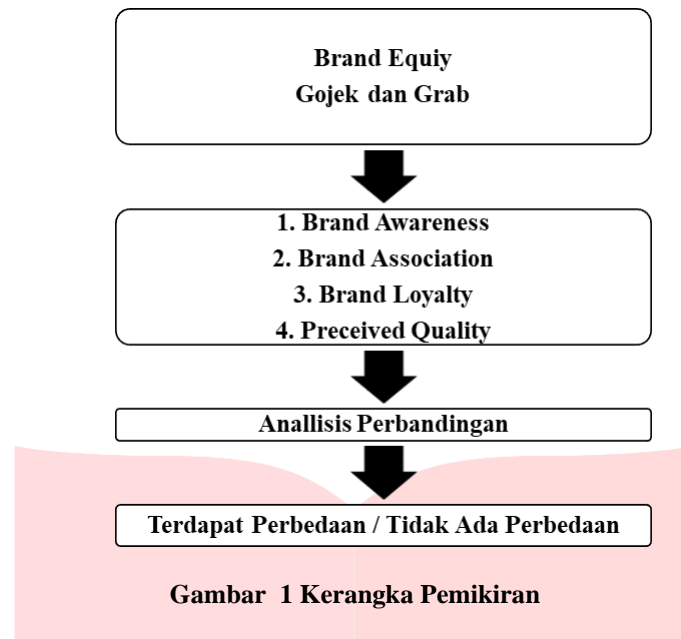 Brand Equiy
Gojek dan Grab
1. Brand Awareness
2. Brand Association
3. Brand Loyalty
4. Preceived Quality
Anallisis Perbandingan
Terdapat Perbedaan / Tidak Ada Perbedaan
Gambar 1 Kerangka Pemikiran